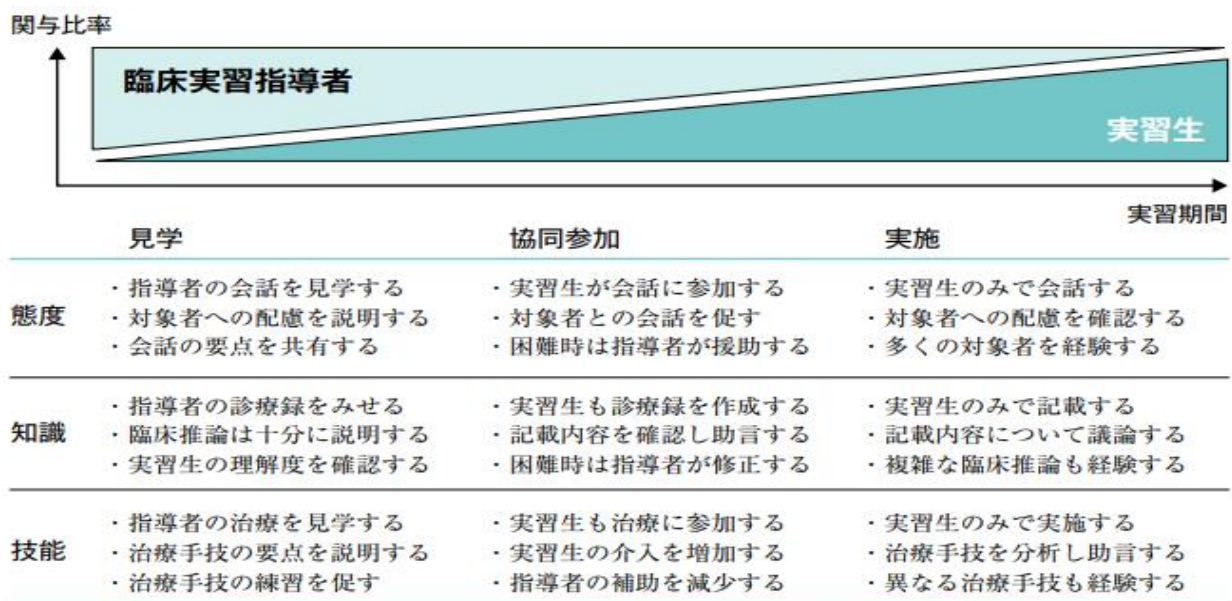 関与比率
臨床実習指導者
実習生
実習期間
見学 協同参加 実施
態度
・指導者の会話を見学する
・対象者への配慮を説明する
・会話の要点を共有する
・実習生が会話に参加する
・対象者との会話を促す
・困難時は指導者が援助する
・実習生のみで会話する
・対象者への配慮を確認する
・多くの対象者を経験する
知識
・指導者の診療録をみせる
・臨床推論は十分に説明する
・実習生の理解度を確認する
・実習生も診療録を作成する
・記載内容を確認し助言する
・困難時は指導者が修正する
・実習生のみで記載する
・記載内容について議論する
・複雑な臨床推論も経験する
技能
・指導者の治療を見学する
・治療手技の要点を説明する
・治療手技の練習を促す
・実習生も治療に参加する
・実習生の介入を増加する
・指導者の補助を減少する
・実習生のみで実施する
・治療手技を分析し助言する
・異なる治療手技も経験する